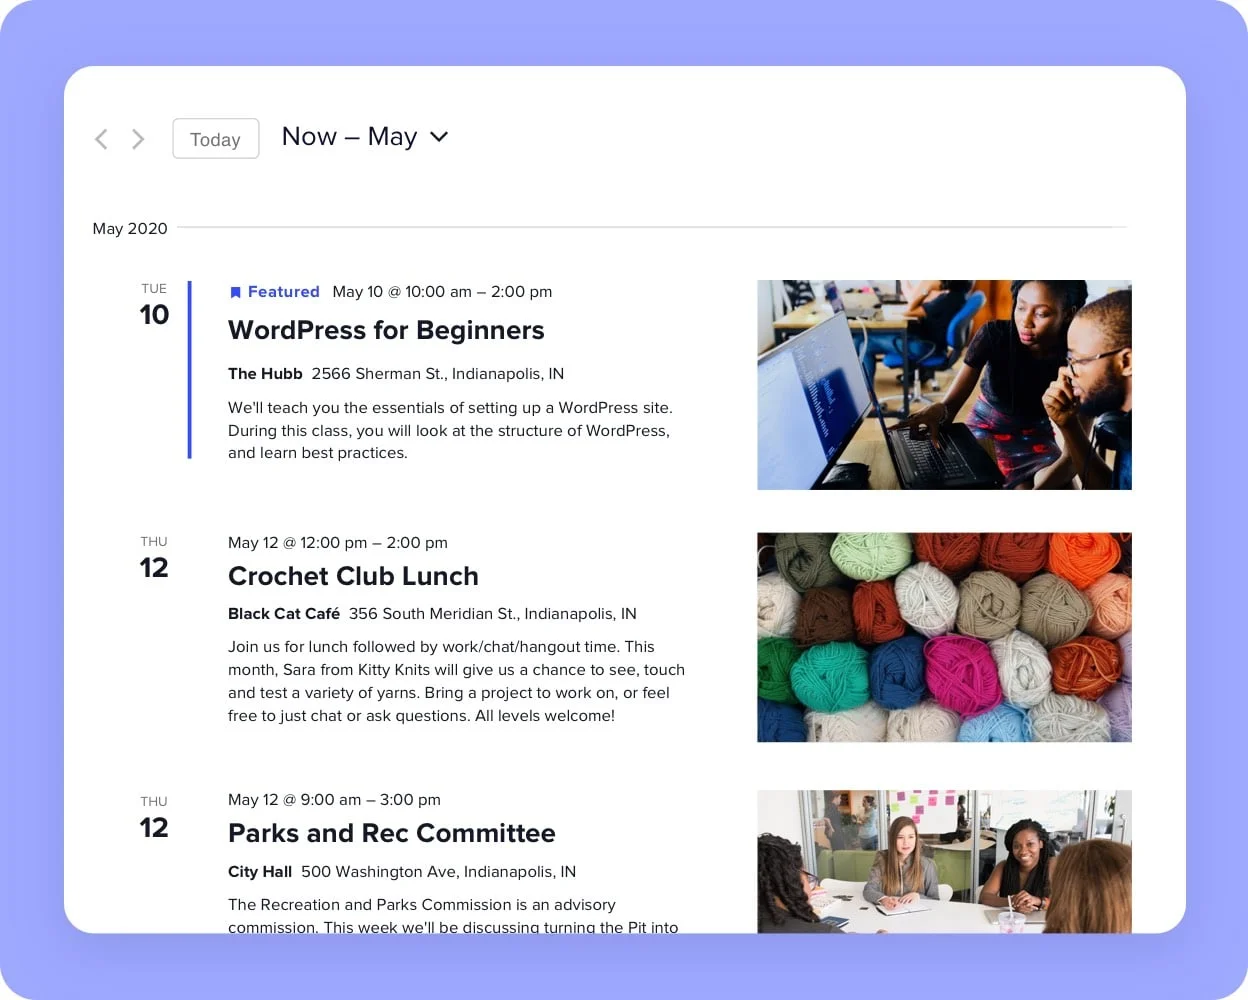 Today
Now – May
May 2020
TUE
10
Featured May 10 @ 10:00 am – 2:00 pm
WordPress for Beginners
The Hubb 2566 Sherman St., Indianapolis, IN
We'll teach you the essentials of setting up a WordPress site.
During this class, you will look at the structure of WordPress,
and learn best practices.
THU
12
May 12 @ 12:00 pm – 2:00 pm
Crochet Club Lunch
Black Cat Café 356 South Meridian St., Indianapolis, IN
Join us for lunch followed by work/chat/hangout time. This
month, Sara from Kitty Knits will give us a chance to see, touch
and test a variety of yarns. Bring a project to work on, or feel
free to just chat or ask questions. All levels welcome!
THU
12
May 12 @ 9:00 am – 3:00 pm
Parks and Rec Committee
City Hall 500 Washington Ave, Indianapolis, IN
The Recreation and Parks Commission is an advisory
commission. This week we'll be discussing turning the Pit into